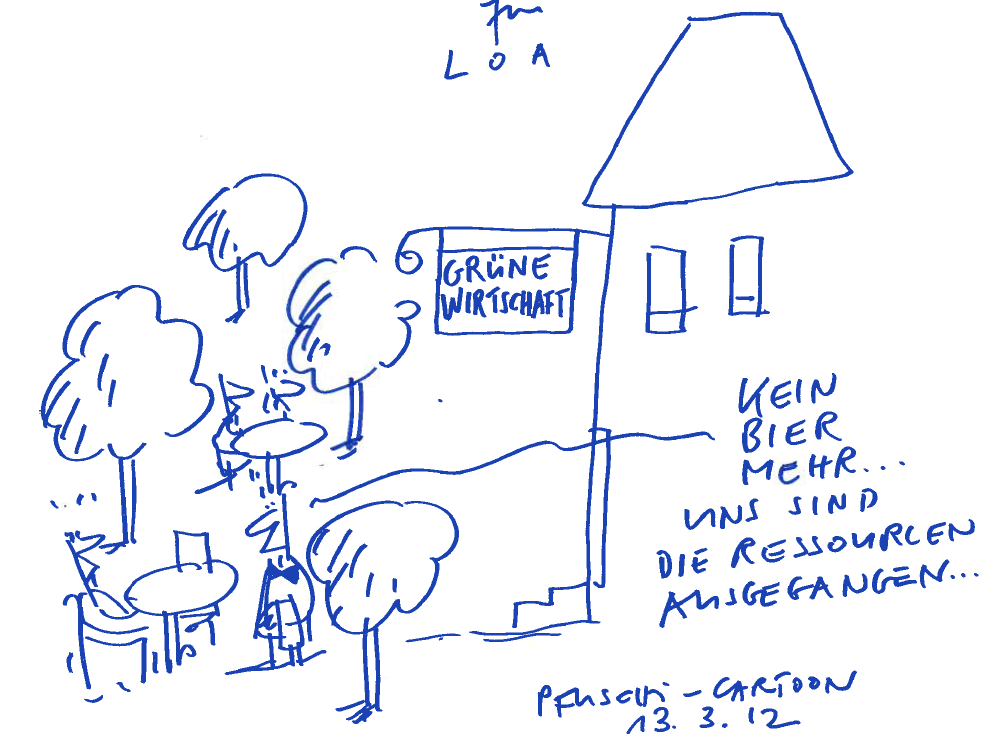 LOA
GRÜNE
WIRTSCHAFT
KEIN
BIER
MEHR...
UNS SIND
DIE RESSOURCEN
AUSGEGANGEN...
PFUSCHI-CARTOON
13.3.12